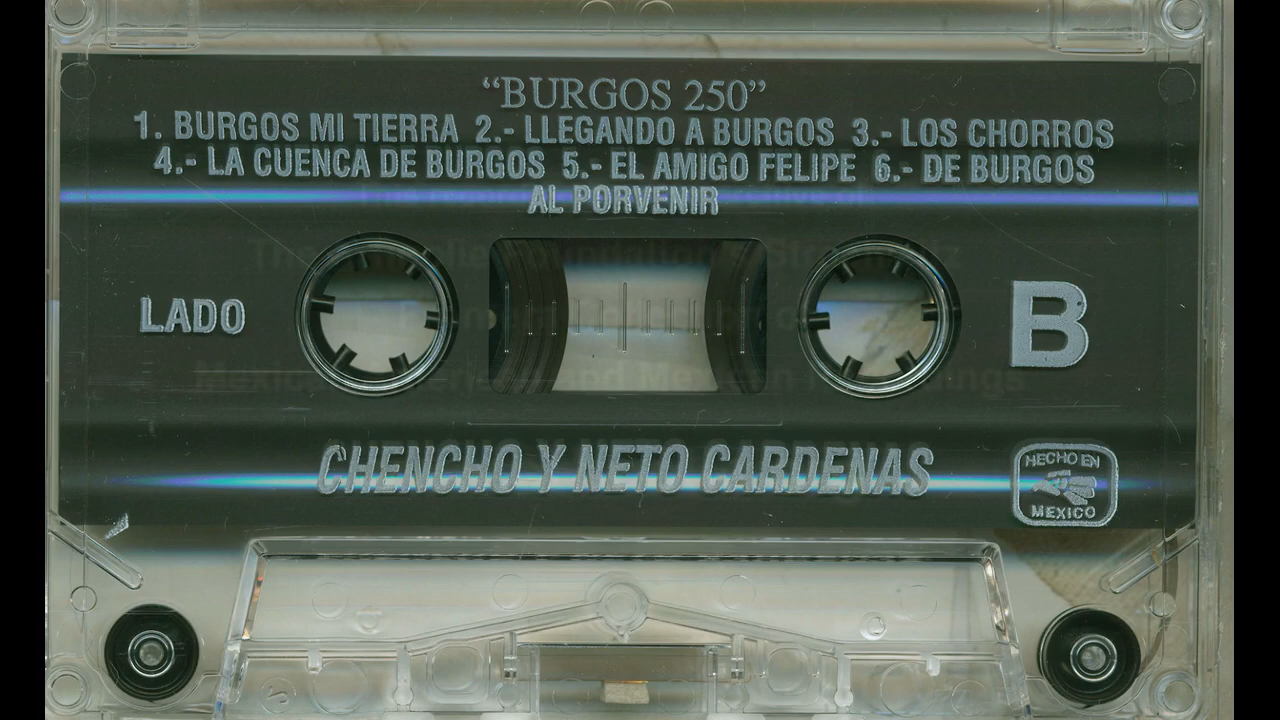 “BURGOS 250”
1. BURGOS MI TIERRA 2.- LLEGANDO A BURGOS 3.- LOS CHORROS
4.- LA CUENCA DE BURGOS 5.- EL AMIGO FELIPE 6.- DE BURGOS
AL PORVENIR
LADO
B
CHENCHO Y NETO CARDENAS
HECHO EN
MEXICO